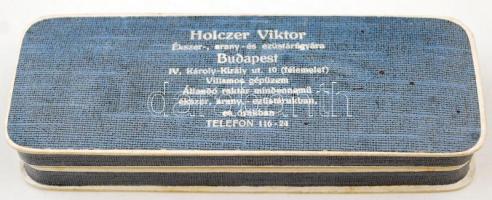 Holczer Viktor
Ékszer-, arany- és ezüstárúgyára
Budapest
IV. Károly-Király ut. 10 (félemelet)
Villamos gépüzem
Állandó raktár mindennemű
ékszer, arany-, ezüstárukban,
és órákban
TELEFON 116-24